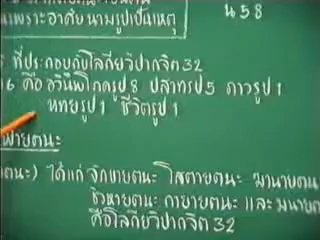 เพราะอาศัยนามรูปเป็นเหตุ
น 58
ที่ประกอบกับโลกียวิปากจิต 32
คือ อวินิพโภครูป 8 ปสาทรูป 5 ภาวรูป 1
หทยรูป 1 ชีวิตรูป 1
ฬายตนะ
ตนะ) ได้แก่ จักขายตนะ โสตายตนะ ฆานายตน
ชิวหายตนะ กายายตนะ และ มนายต
คือโลกียวิปากจิต 32